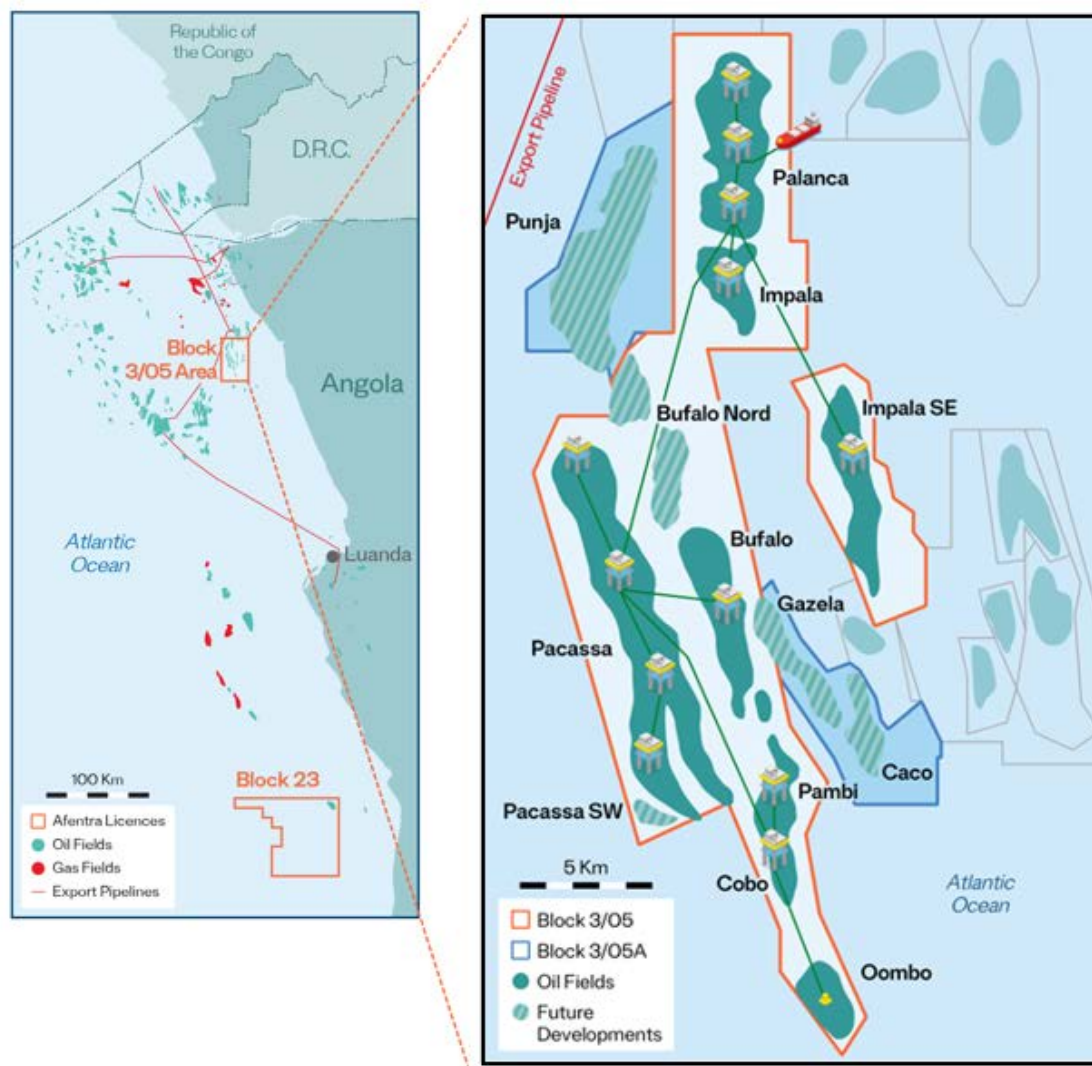 Republic of
the Congo
D.R.C.
Block
3/05 Area
Angola
Atlantic
Ocean
Luanda
100 Km
Block 23
Afentra Licences
Oil Fields
Gas Fields
Export Pipelines
Export Pipeline
Palanca
Punja
Impala
Bufalo Nord
Impala SE
Bufalo
Gazela
Pacassa
Caco
Pambi
Pacassa SW
5 Km
Cobo
Atlantic
Ocean
Block 3/05
Block 3/05A
Oil Fields
Future
Developments
Oombo